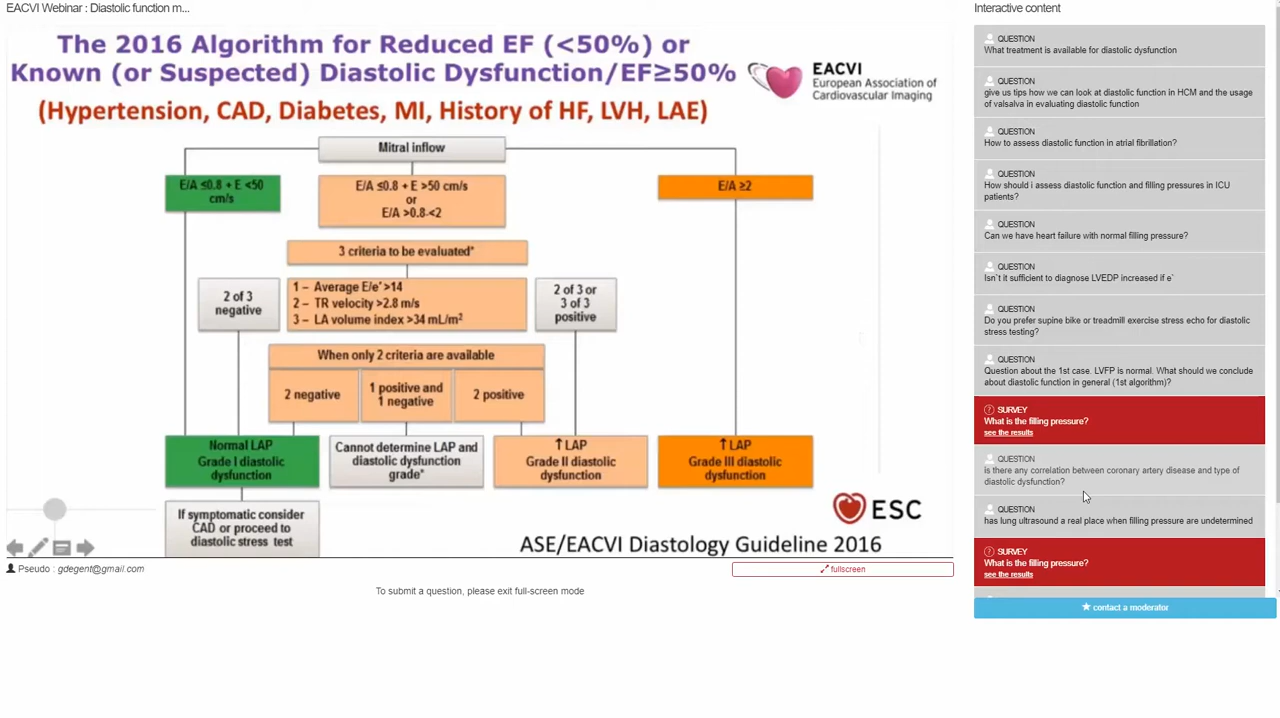 EACVI Webinar : Diastolic function m...
The 2016 Algorithm for Reduced EF (<50%) or
Known (or Suspected) Diastolic Dysfunction/EF≥50%
(Hypertension, CAD, Diabetes, MI, History of HF, LVH, LAE)
EACVI
European Association of
Cardiovascular Imaging
Mitral inflow
E/A ≤0.8 + E <50
cm/s
E/A ≤0.8 + E >50 cm/s
or
E/A >0.8-<2
E/A ≥2
3 criteria to be evaluated*
2 of 3
negative
1 – Average E/e' >14
2 – TR velocity >2.8 m/s
3 – LA volume index >34 mL/m²
2 of 3 or
3 of 3
positive
When only 2 criteria are available
2 negative
1 positive and
1 negative
2 positive
Normal LAP
Grade I diastolic
dysfunction
Cannot determine LAP and
diastolic dysfunction
grade*
↑ LAP
Grade II diastolic
dysfunction
↑ LAP
Grade III diastolic
dysfunction
If symptomatic consider
CAD or proceed to
diastolic stress test
ESC
ASE/EACVI Diastology Guideline 2016
Pseudo : gdegent@gmail.com
fullscreen
To submit a question, please exit full-screen mode
Interactive content
QUESTION
What treatment is available for diastolic dysfunction
QUESTION
give us tips how we can look at diastolic function in HCM and the usage
of valsalva in evaluating diastolic function
QUESTION
How to assess diastolic function in atrial fibrillation?
QUESTION
How should i assess diastolic function and filling pressures in ICU
patients?
QUESTION
Can we have heart failure with normal filling pressure?
QUESTION
Isn`t it sufficient to diagnose LVEDP increased if e`
QUESTION
Do you prefer supine bike or treadmill exercise stress echo for diastolic
stress testing?
QUESTION
Question about the 1st case. LVFP is normal. What should we conclude
about diastolic function in general (1st algorithm)?
SURVEY
What is the filling pressure?
see the results
QUESTION
is there any correlation between coronary artery disease and type of
diastolic dysfunction?
QUESTION
has lung ultrasound a real place when filling pressure are undetermined
SURVEY
What is the filling pressure?
see the results
contact a moderator